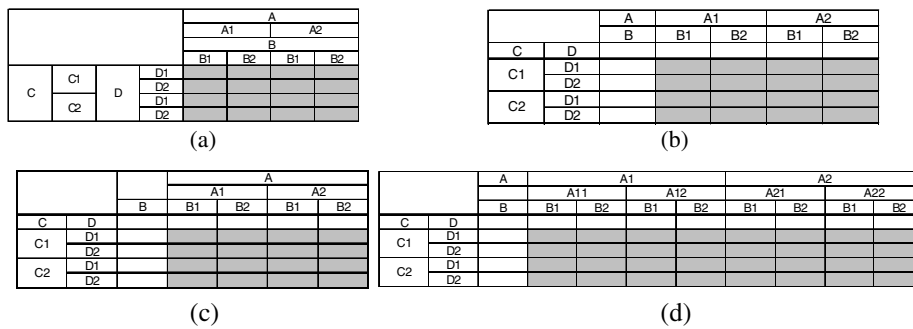 A
A1 A2
B
B1 B2 B1 B2
C C1 D D1
D2
C2 D1
D2
(a)
A A1 A2
B B1 B2 B1 B2
C D
C1 D1
D2
C2 D1
D2
(b)
A
A1 A2
B B1 B2 B1 B2
C D
C1 D1
D2
C2 D1
D2
(c)
A A1 A2
A11 A12 A21 A22
B B1 B2 B1 B2 B1 B2 B1 B2
C D
C1 D1
D2
C2 D1
D2
(d)